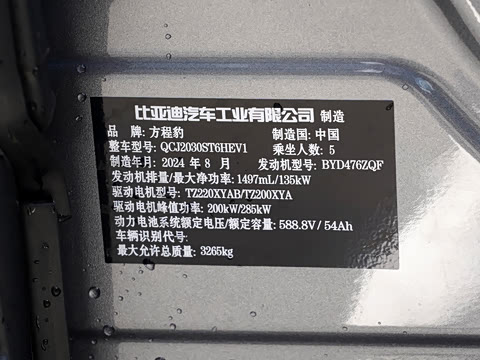 比亚迪汽车工业有限公司 制造
品 牌: 方程豹 制造国: 中国
整车型号: QCJ2030ST6HEV1 乘坐人数: 5
制造年月: 2024 年 8 月 发动机型号: BYD476ZQF
发动机排量/最大净功率: 1497mL/135kW
驱动电机型号: TZ220XYAB/TZ200XYA
驱动电机峰值功率: 200kW/285kW
动力电池系统额定电压/额定容量: 588.8V/54Ah
车辆识别代号:
最大允许总质量: 3265kg